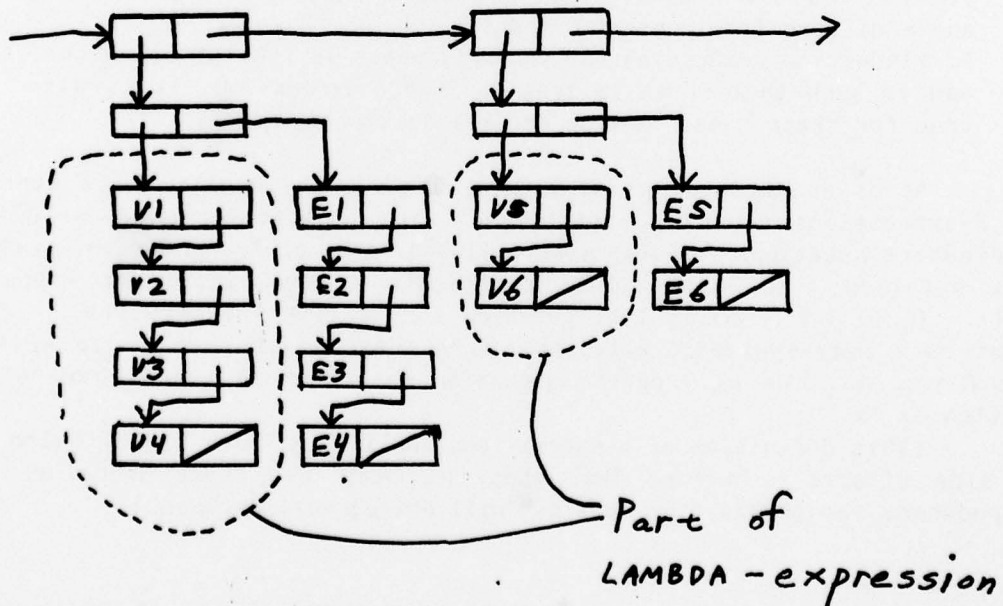 V1 E1 V5 E5
V2 E2 V6 E6
V3 E3
V4 E4
Part of
LAMBDA - expression